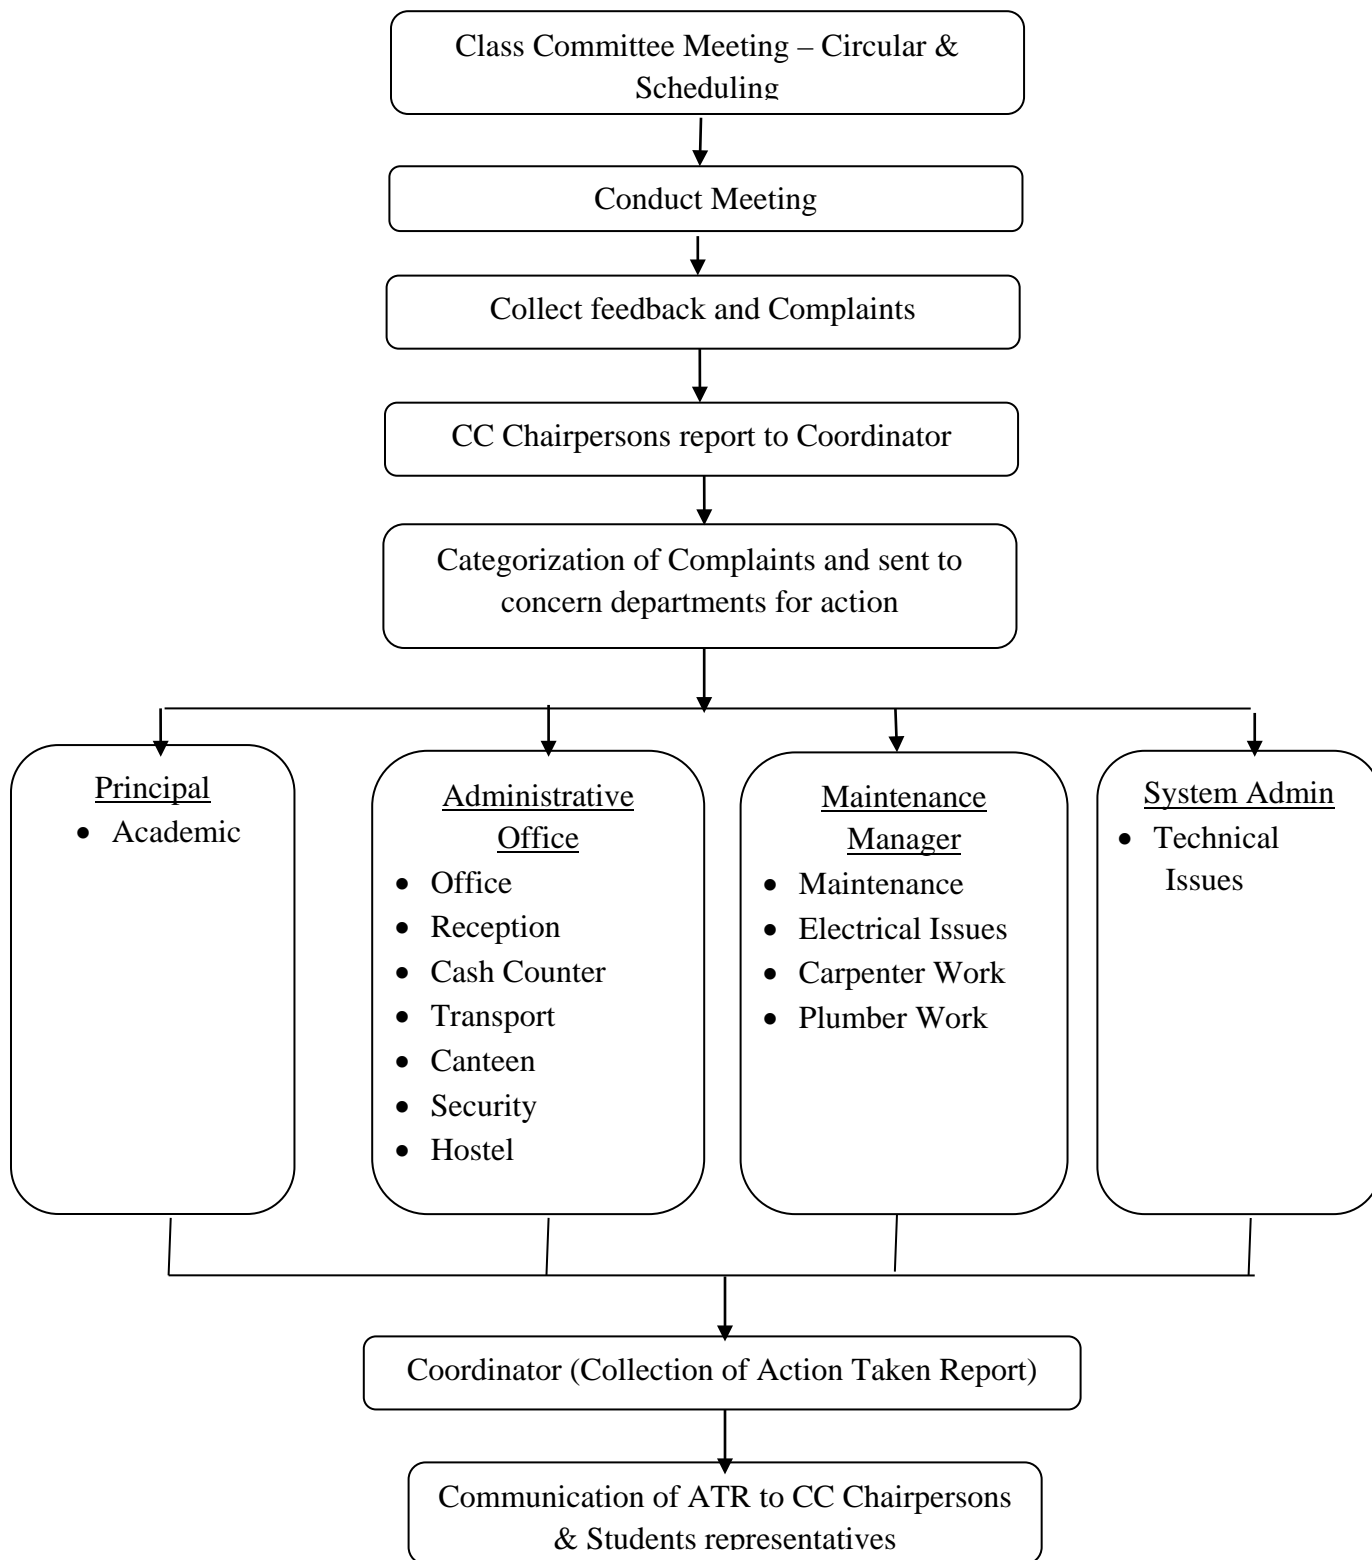 Class Committee Meeting – Circular &
Scheduling
Conduct Meeting
Collect feedback and Complaints
CC Chairpersons report to Coordinator
Categorization of Complaints and sent to
concern departments for action
Principal
• Academic
Administrative
Office
• Office
• Reception
• Cash Counter
• Transport
• Canteen
• Security
• Hostel
Maintenance
Manager
• Maintenance
• Electrical Issues
• Carpenter Work
• Plumber Work
System Admin
• Technical
Issues
Coordinator (Collection of Action Taken Report)
Communication of ATR to CC Chairpersons
& Students representatives